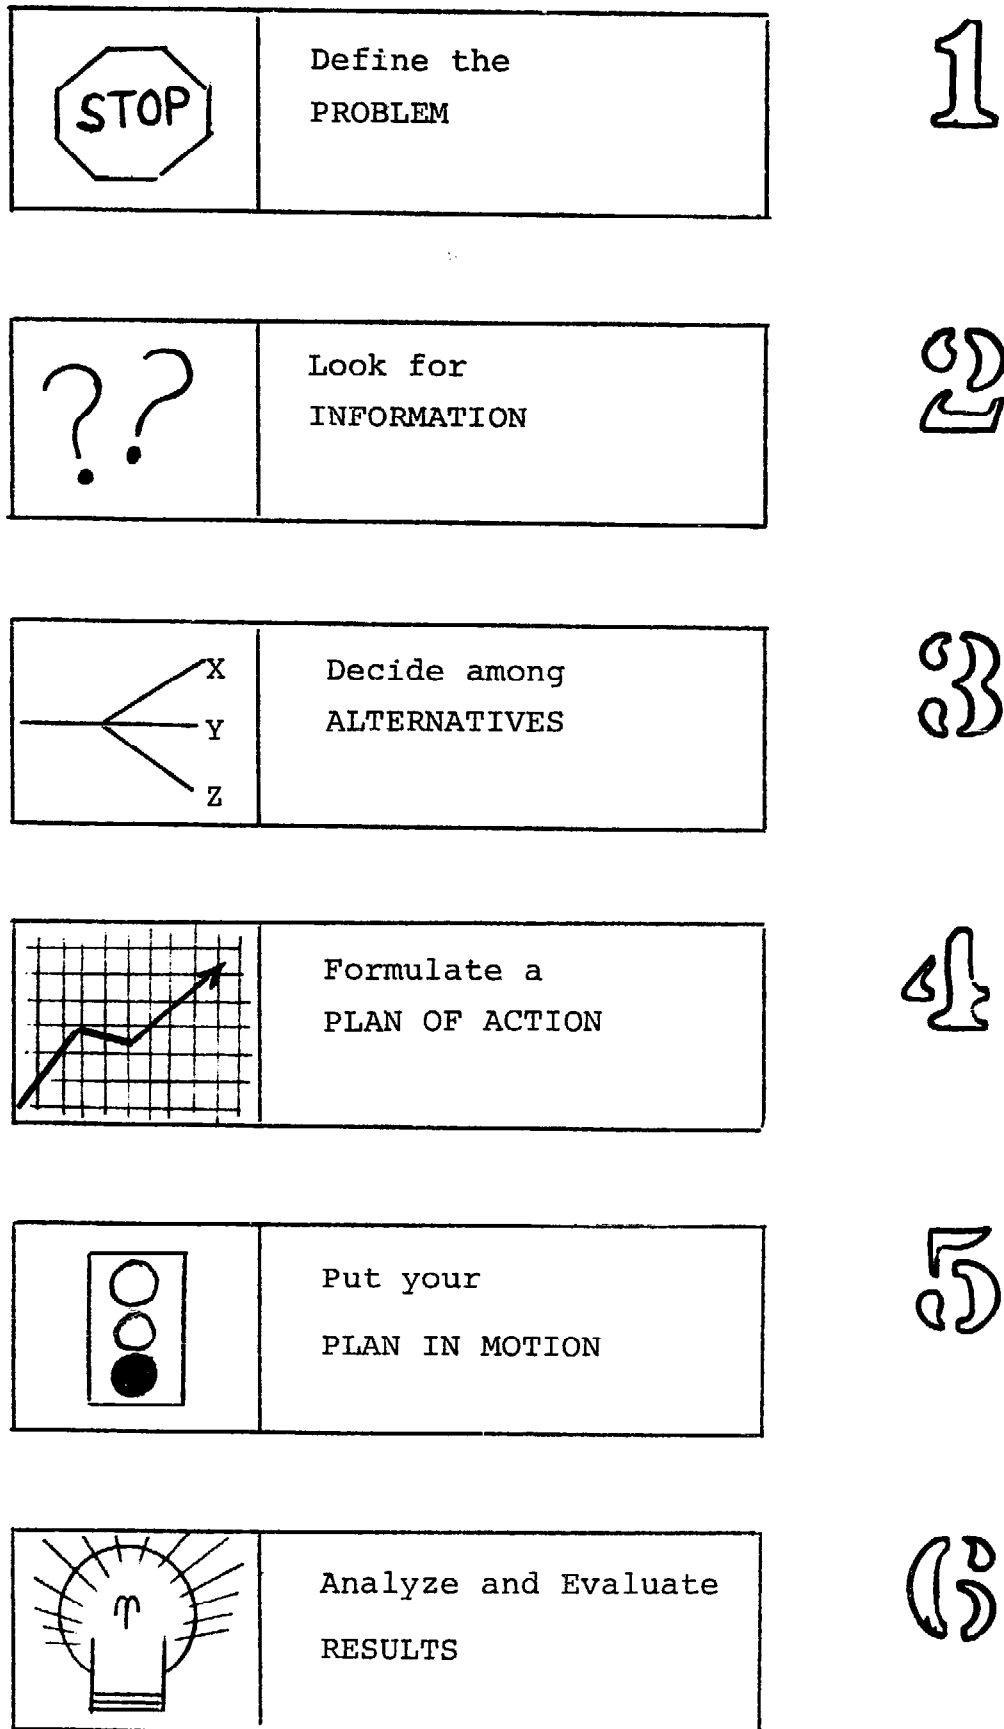 STOP
Define the
PROBLEM
1
??
Look for
INFORMATION
2
X
Y
Z
Decide among
ALTERNATIVES
3
Formulate a
PLAN OF ACTION
4
Put your
PLAN IN MOTION
5
Analyze and Evaluate
RESULTS
6